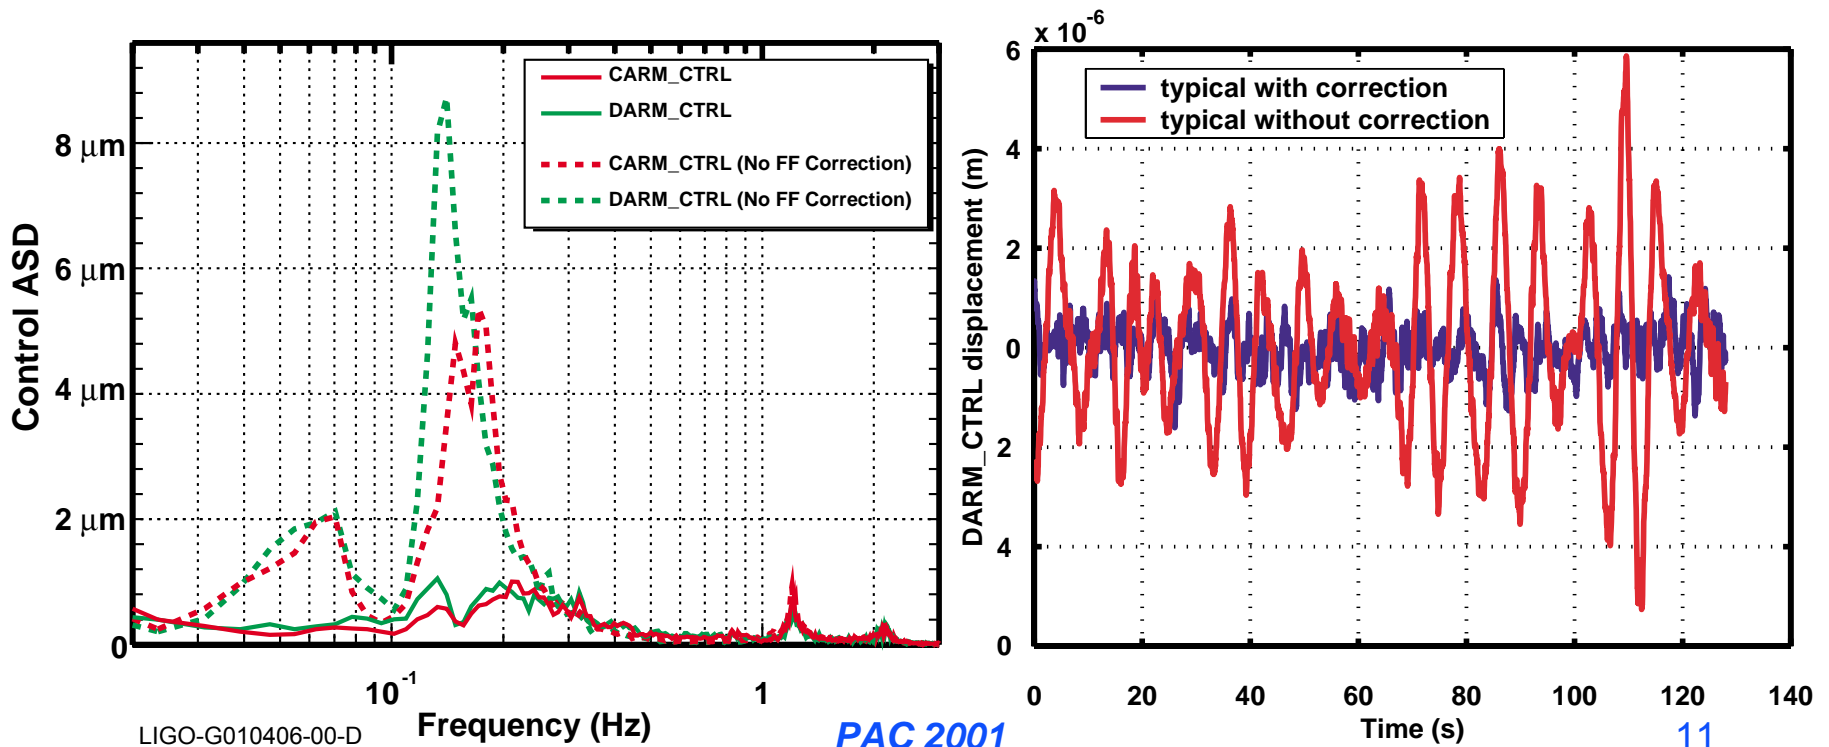 CARM_CTRL
DARM_CTRL
CARM_CTRL (No FF Correction)
DARM_CTRL (No FF Correction)
Control ASD
8 μm
6 μm
4 μm
2 μm
0
10-1
1
Frequency (Hz)
x 10-6
typical with correction
typical without correction
DARM_CTRL displacement (m)
6
4
2
0
2
4
6
0 20 40 60 80 100 120 140
Time (s)
LIGO-G010406-00-D
PAC 2001
11